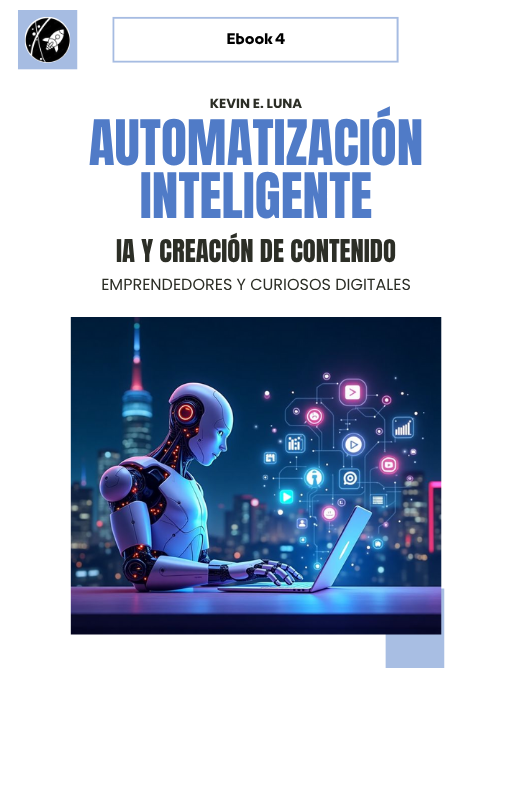 Ebook 4
KEVIN E. LUNA
AUTOMATIZACIÓN
INTELIGENTE
IA Y CREACIÓN DE CONTENIDO
EMPRENDEDORES Y CURIOSOS DIGITALES